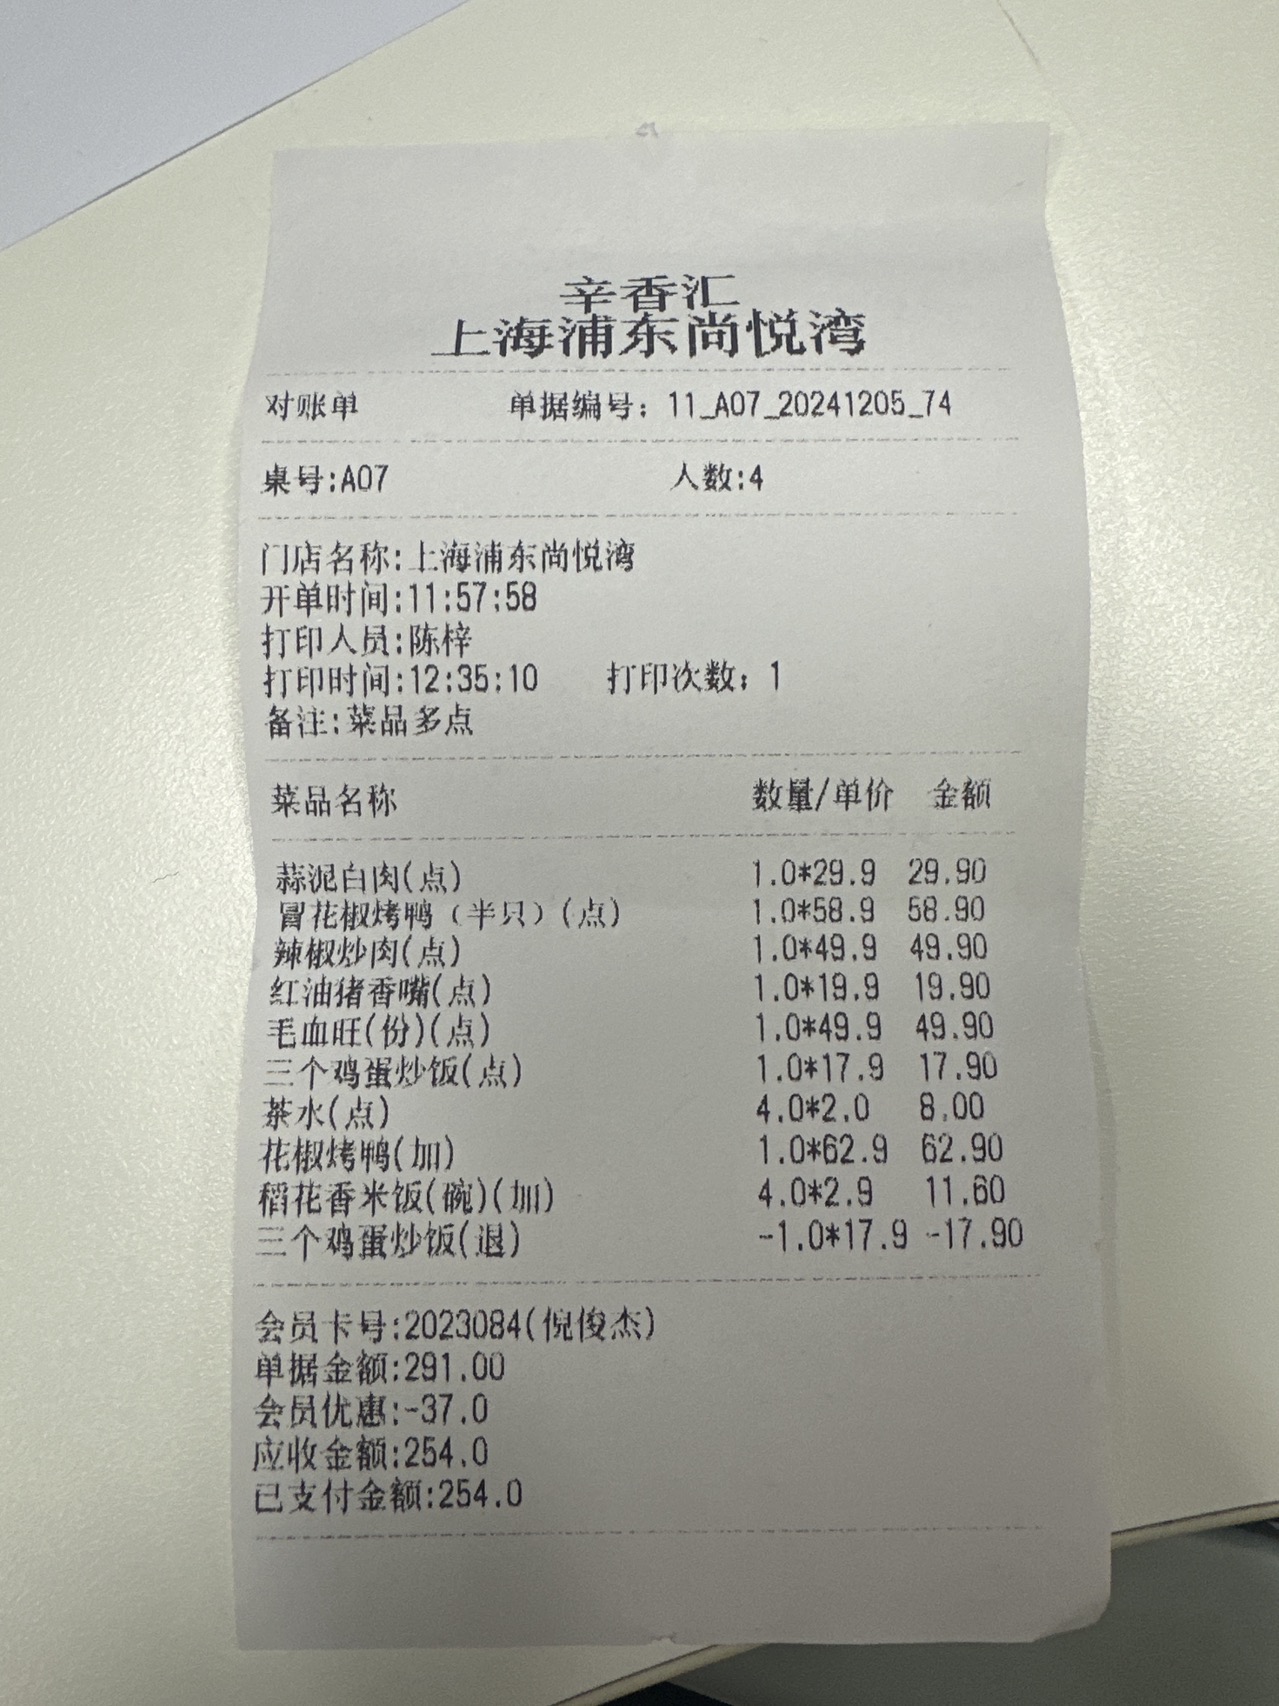 辛香汇
上海浦东尚悦湾
对账单 单据编号：11_A07_20241205_74
桌号:A07 人数:4
门店名称:上海浦东尚悦湾
开单时间:11:57:58
打印人员:陈梓
打印时间:12:35:10 打印次数：1
备注:菜品多点
菜品名称 数量/单价 金额
蒜泥白肉(点) 1.0*29.9 29.90
冒花椒烤鸭（半只）(点) 1.0*58.9 58.90
辣椒炒肉(点) 1.0*49.9 49.90
红油猪香嘴(点) 1.0*19.9 19.90
毛血旺(份)(点) 1.0*49.9 49.90
三个鸡蛋炒饭(点) 1.0*17.9 17.90
茶水(点) 4.0*2.0 8.00
花椒烤鸭(加) 1.0*62.9 62.90
稻花香米饭(碗)(加) 4.0*2.9 11.60
三个鸡蛋炒饭(退) -1.0*17.9 -17.90
会员卡号:2023084(倪俊杰)
单据金额:291.00
会员优惠:-37.0
应收金额:254.0
已支付金额:254.0